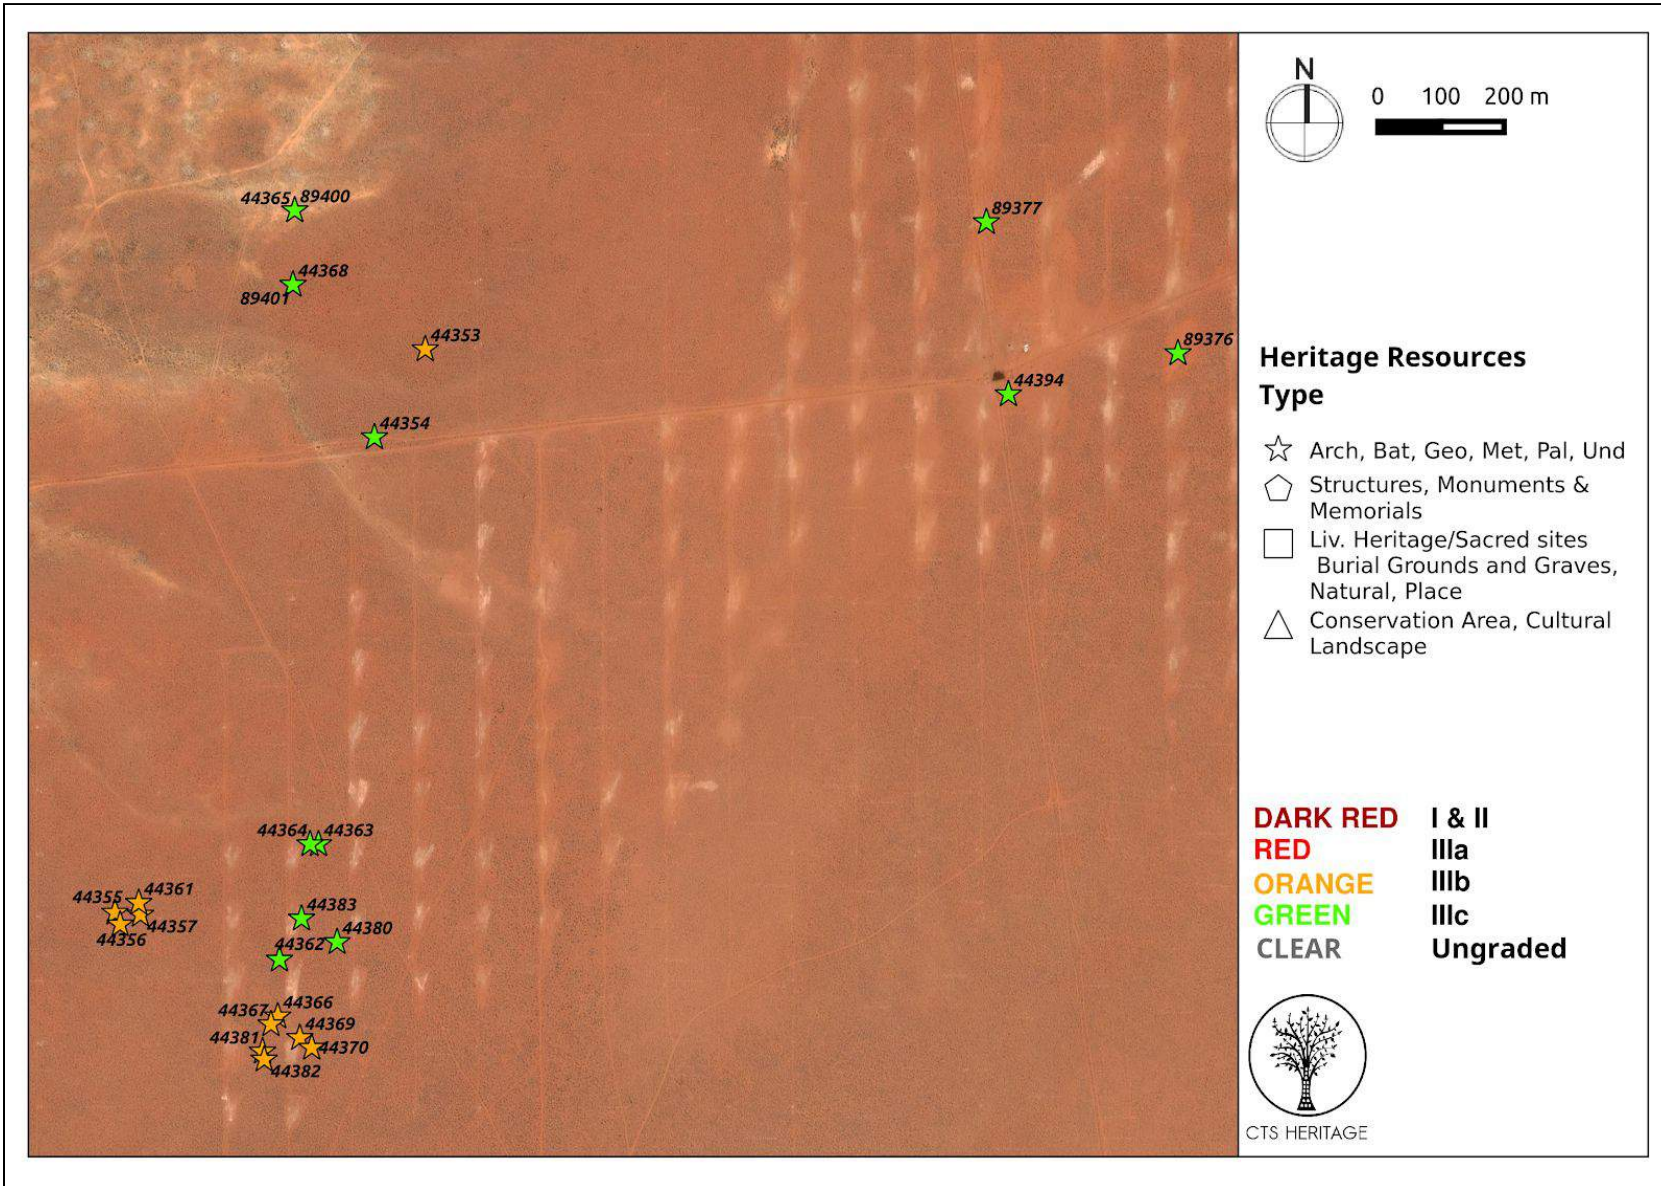 44365 89400
89377
44368
89401
44353
89376
44394
44354
44364 44363
44361
44355
44357
44356
44383
44380
44362
44366
44367
44369
44381
44370
44382
N
0 100 200 m
Heritage Resources
Type
Arch, Bat, Geo, Met, Pal, Und
Structures, Monuments &
Memorials
Liv. Heritage/Sacred sites
Burial Grounds and Graves,
Natural, Place
Conservation Area, Cultural
Landscape
DARK RED I & II
RED IIIa
ORANGE IIIb
GREEN IIIc
CLEAR Ungraded
CTS HERITAGE